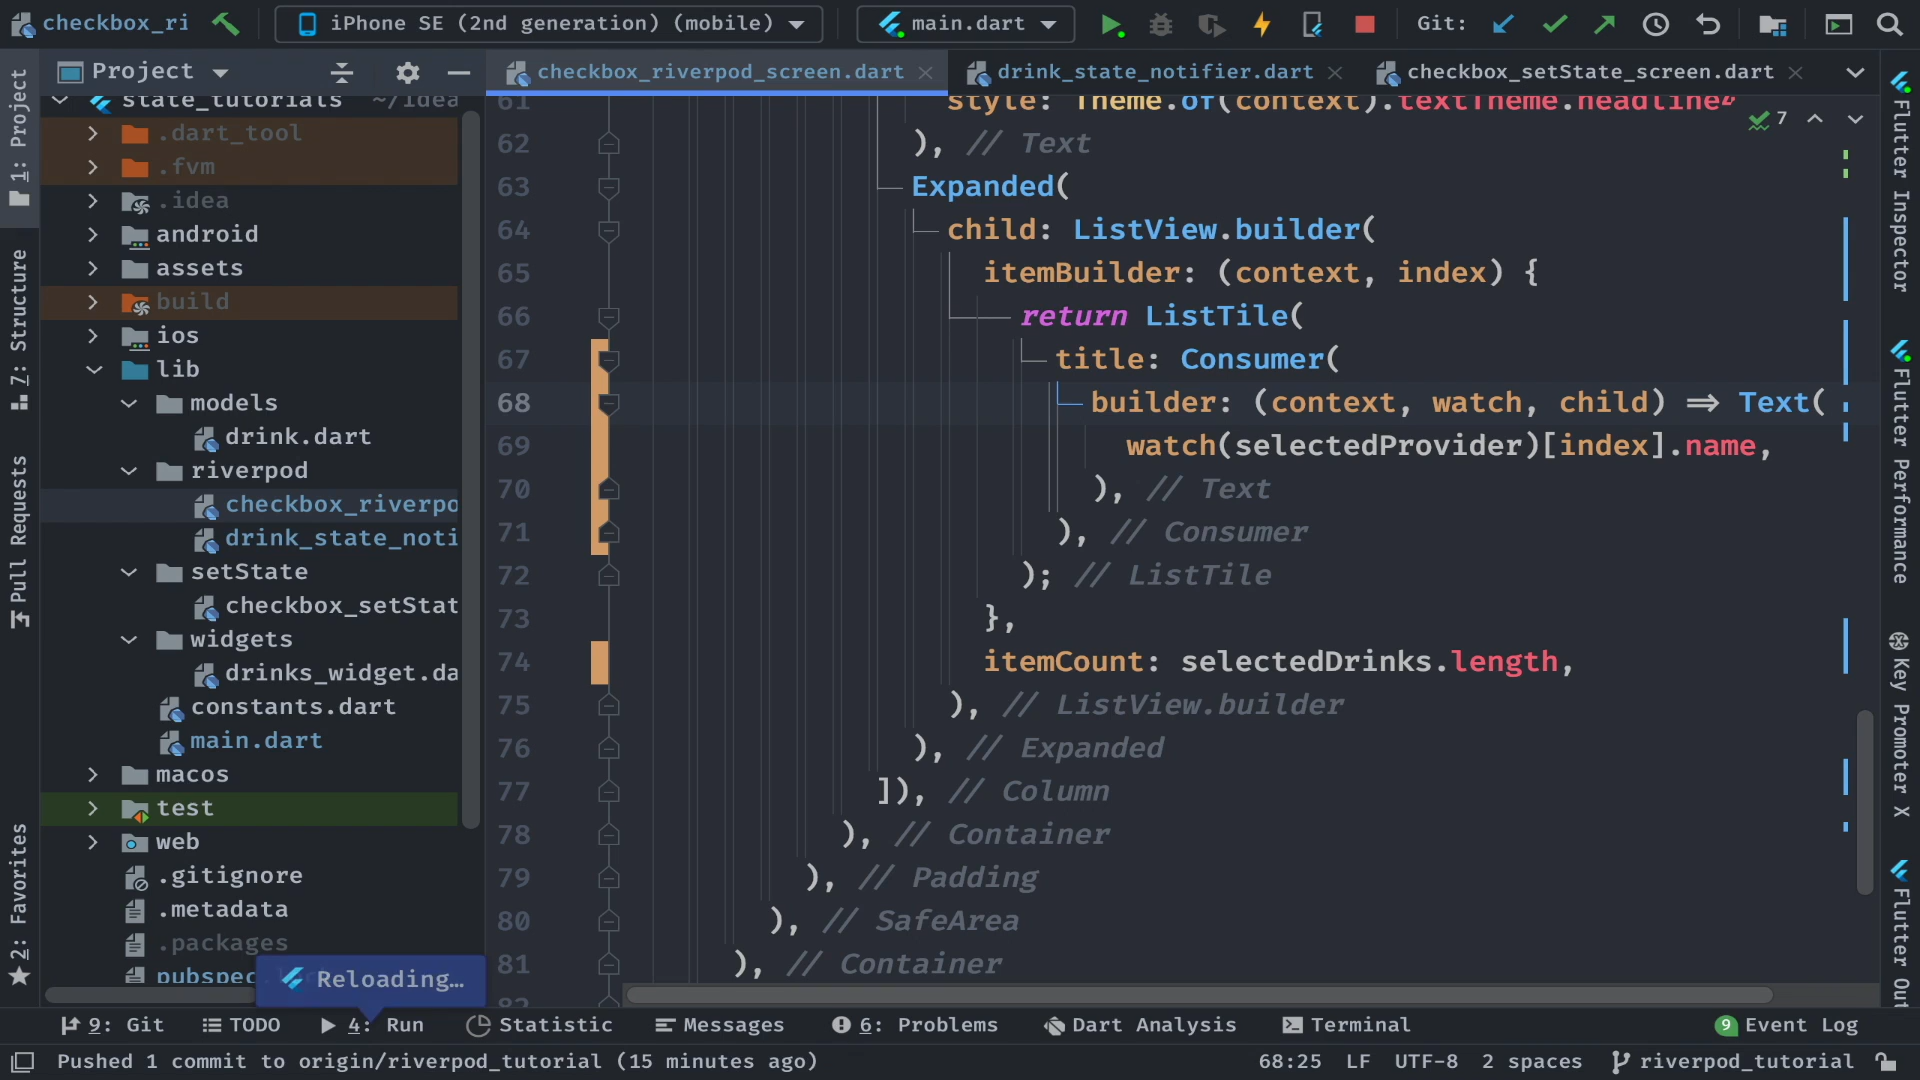 checkbox_ri
iPhone SE (2nd generation) (mobile)
main.dart
Git:
Project
checkbox_riverpod_screen.dart
drink_state_notifier.dart
checkbox_setState_screen.dart
1: Project
7: Structure
Pull Requests
2: Favorites
state_tutorials ~/Idea
.dart_tool
.fvm
.idea
android
assets
build
ios
lib
models
drink.dart
riverpod
checkbox_riverpo
drink_state_noti
setState
checkbox_setStat
widgets
drinks_widget.da
constants.dart
main.dart
macos
test
web
.gitignore
.metadata
.packages
pubspec
Reloading…
7
61 style: Theme.of(context).textTheme.headline4
62 ), // Text
63 Expanded(
64 child: ListView.builder(
65 itemBuilder: (context, index) {
66 return ListTile(
67 title: Consumer(
68 builder: (context, watch, child) => Text(
69 watch(selectedProvider)[index].name,
70 ), // Text
71 ), // Consumer
72 ); // ListTile
73 },
74 itemCount: selectedDrinks.length,
75 ), // ListView.builder
76 ), // Expanded
77 ]), // Column
78 ), // Container
79 ), // Padding
80 ), // SafeArea
81 ), // Container
82
Flutter Inspector
Flutter Performance
Key Promoter X
Flutter Out
9: Git
TODO
4: Run
Statistic
Messages
6: Problems
Dart Analysis
Terminal
9 Event Log
Pushed 1 commit to origin/riverpod_tutorial (15 minutes ago)
68:25 LF UTF-8 2 spaces riverpod_tutorial